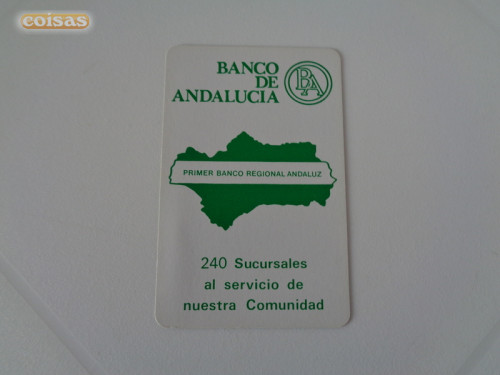 coisas
BANCO
DE
ANDALUCIA
BA
PRIMER BANCO REGIONAL ANDALUZ
240 Sucursales
al servicio de
nuestra Comunidad